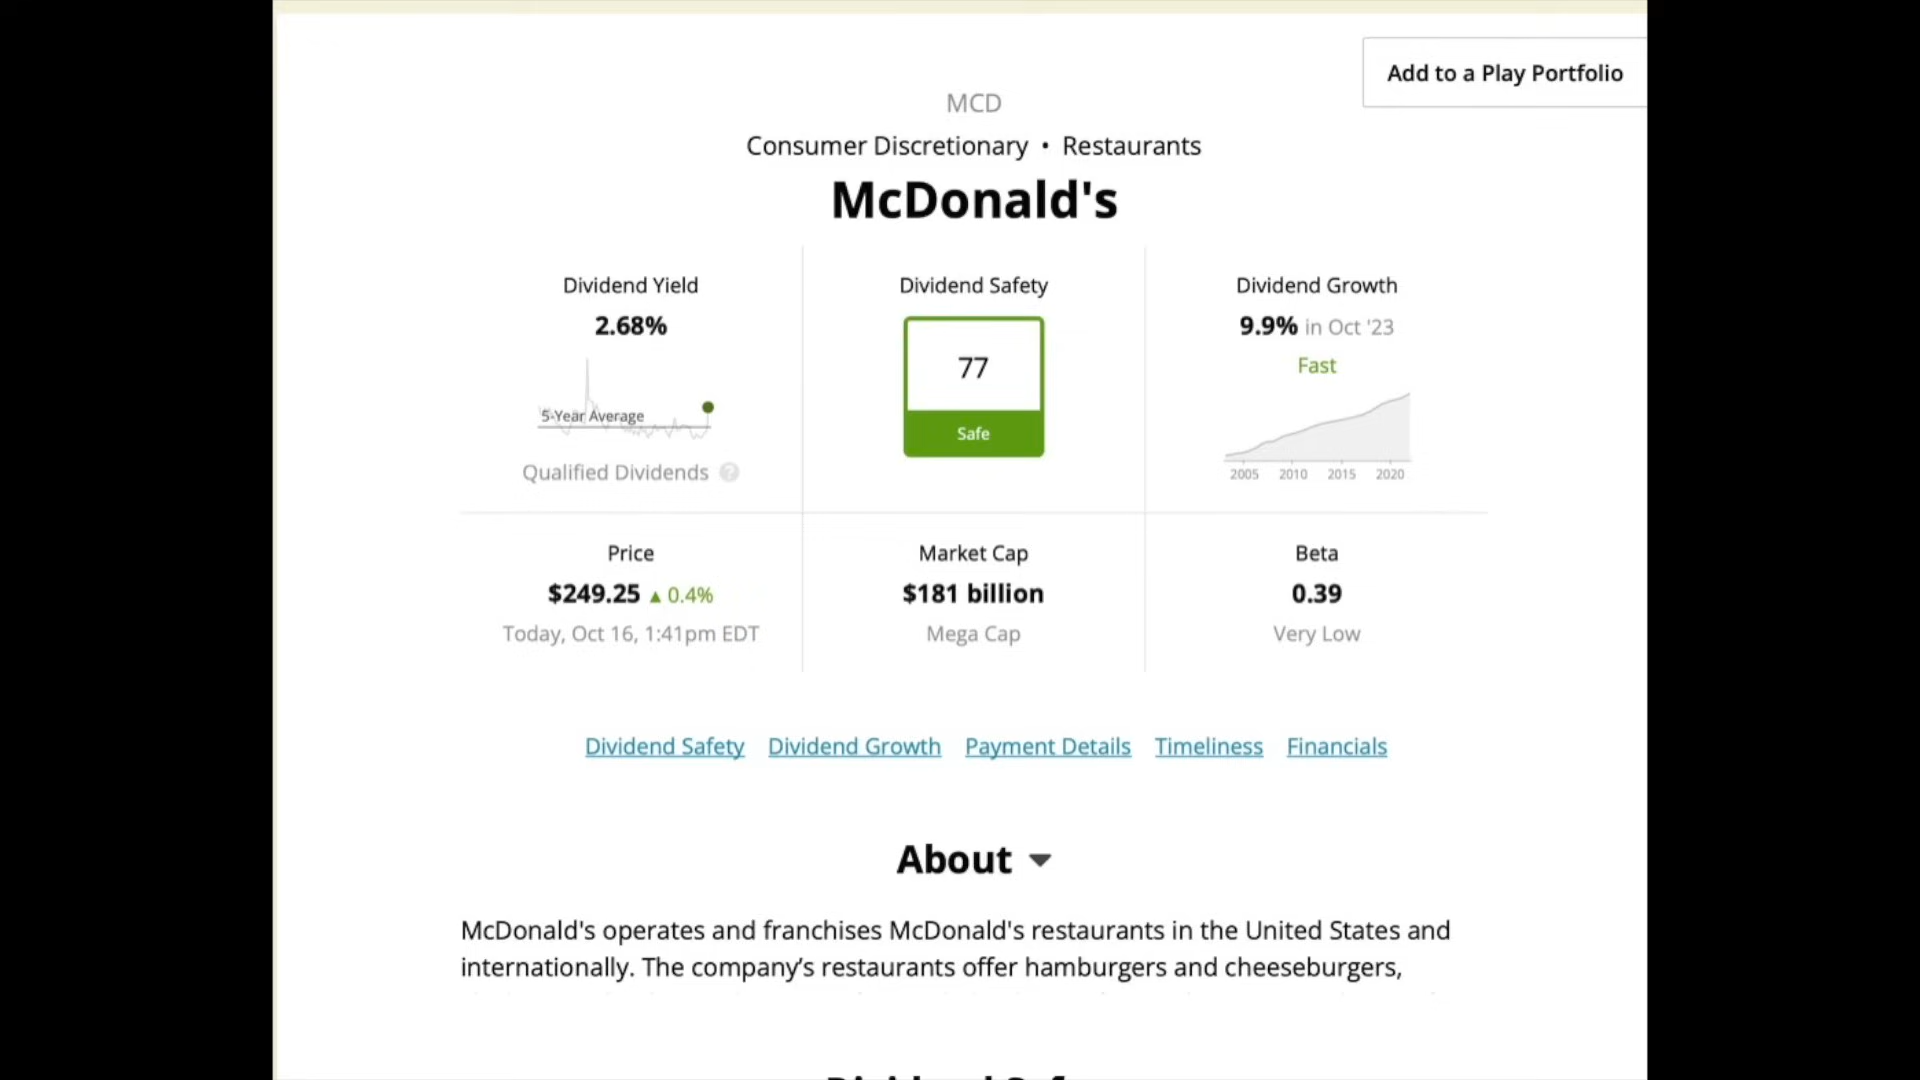 Add to a Play Portfolio
MCD
Consumer Discretionary • Restaurants
McDonald's
Dividend Yield
2.68%
5-Year Average
Qualified Dividends ?
Dividend Safety
77
Safe
Dividend Growth
9.9% in Oct '23
Fast
2005 2010 2015 2020
Price
$249.25 ▲ 0.4%
Today, Oct 16, 1:41pm EDT
Market Cap
$181 billion
Mega Cap
Beta
0.39
Very Low
Dividend Safety Dividend Growth Payment Details Timeliness Financials
About
McDonald's operates and franchises McDonald's restaurants in the United States and
internationally. The company’s restaurants offer hamburgers and cheeseburgers,